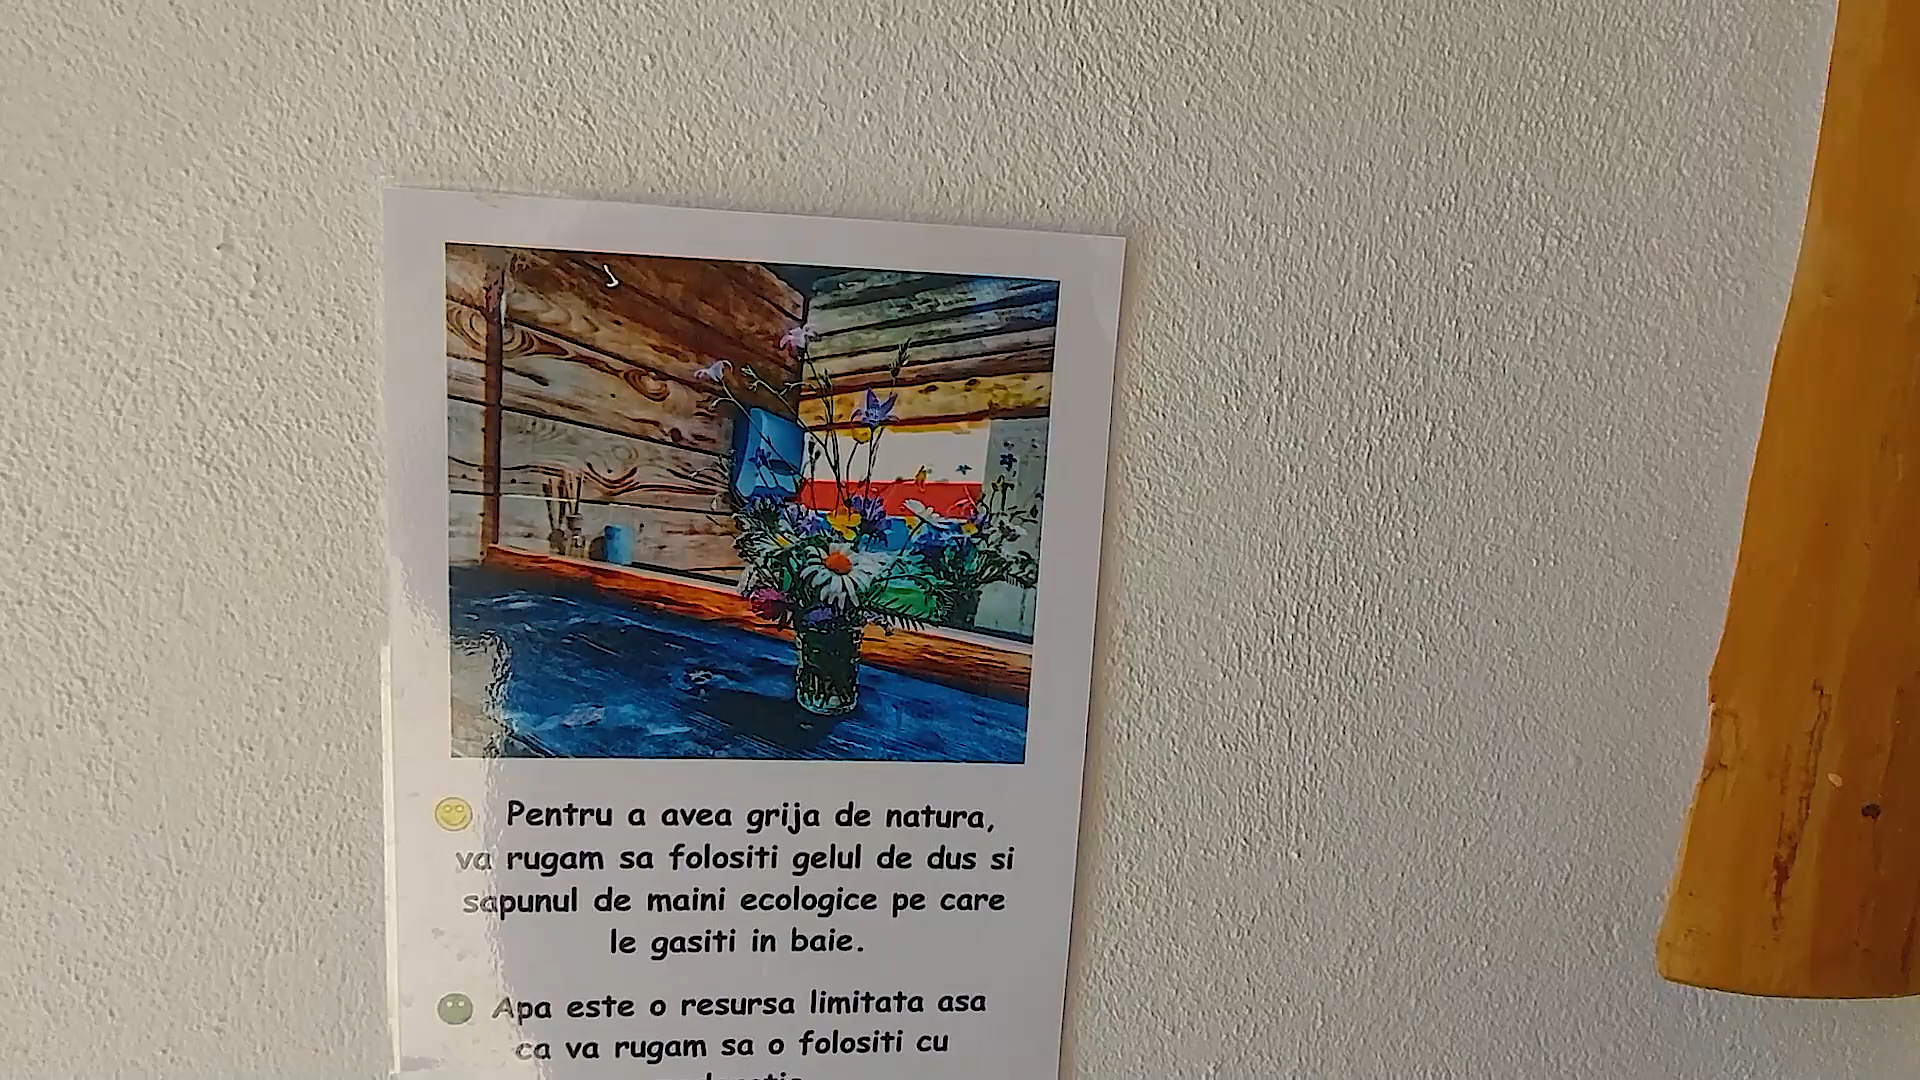 Pentru a avea grija de natura,
va rugam sa folositi gelul de dus si
sapunul de maini ecologice pe care
le gasiti in baie.
Apa este o resursa limitata asa
ca va rugam sa o folositi cu